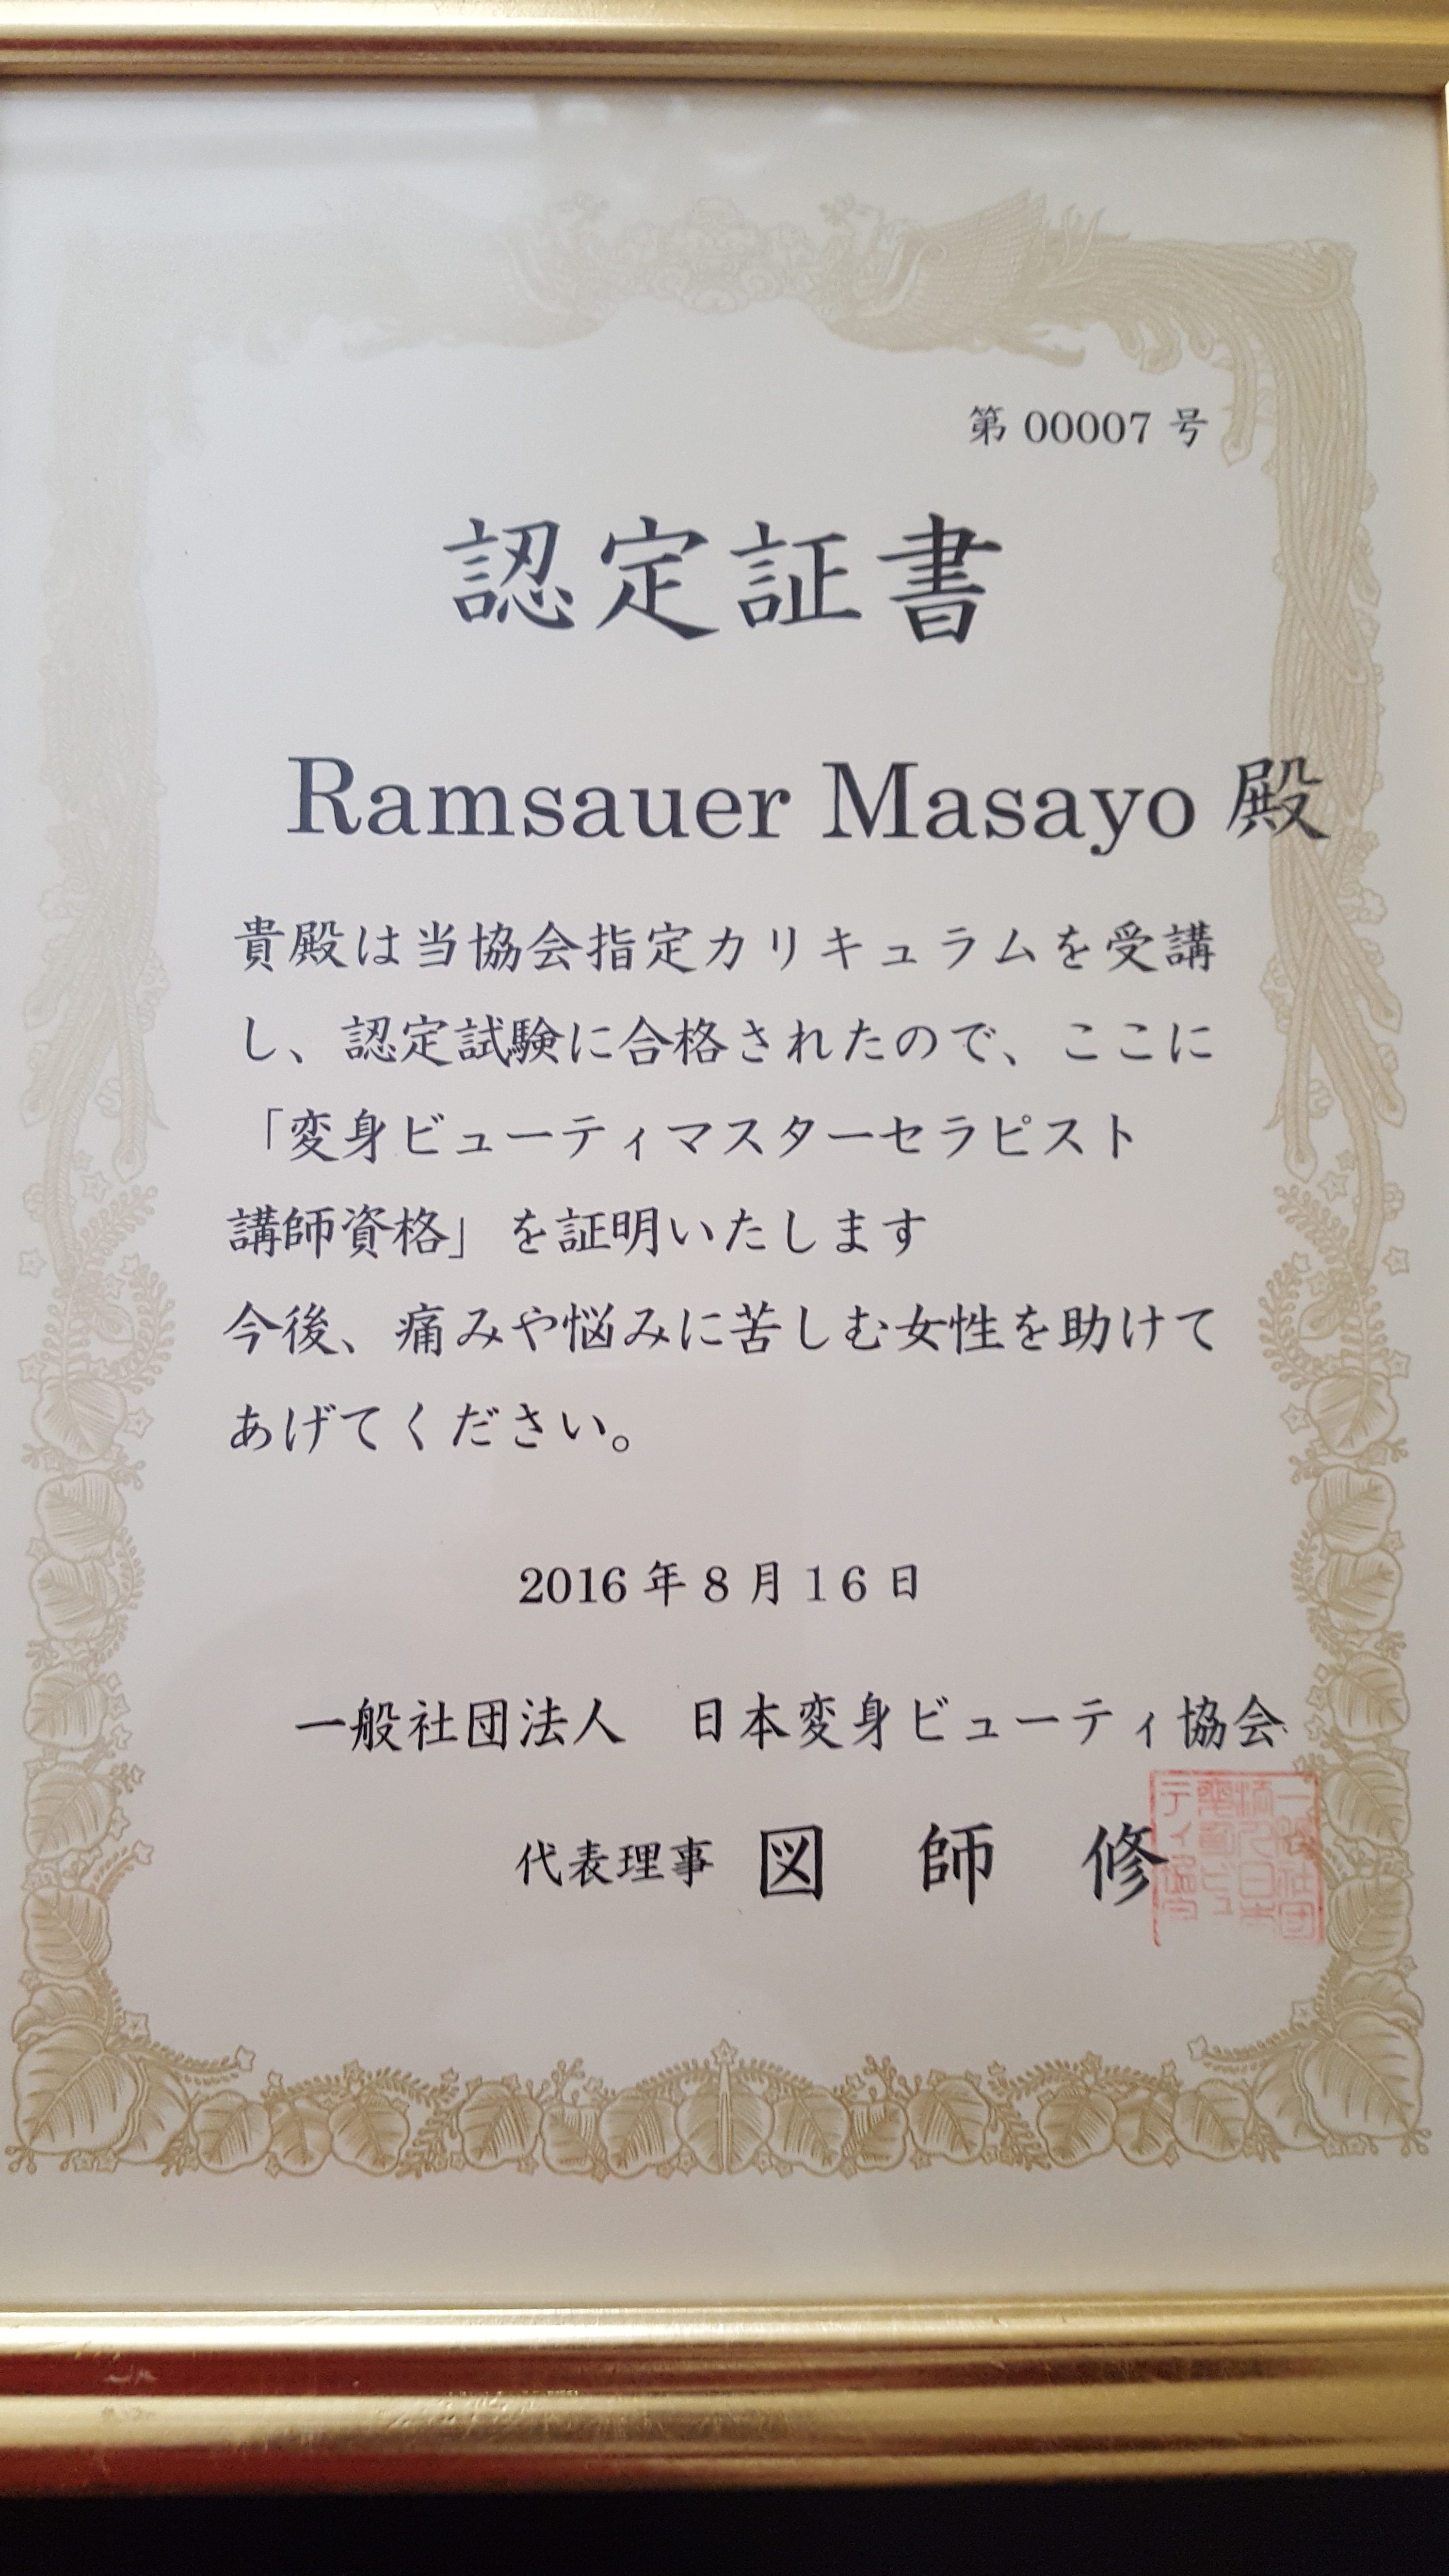 第 00007 号
認定証書
Ramsauer Masayo 殿
貴殿は当協会指定カリキュラムを受講
し、認定試験に合格されたので、ここに
「変身ビューティマスターセラピスト
講師資格」を証明いたします
今後、痛みや悩みに苦しむ女性を助けて
あげてください。
2016 年 8 月 1 6 日
一般社団法人　日本変身ビューティ協会
代表理事 図 師 修